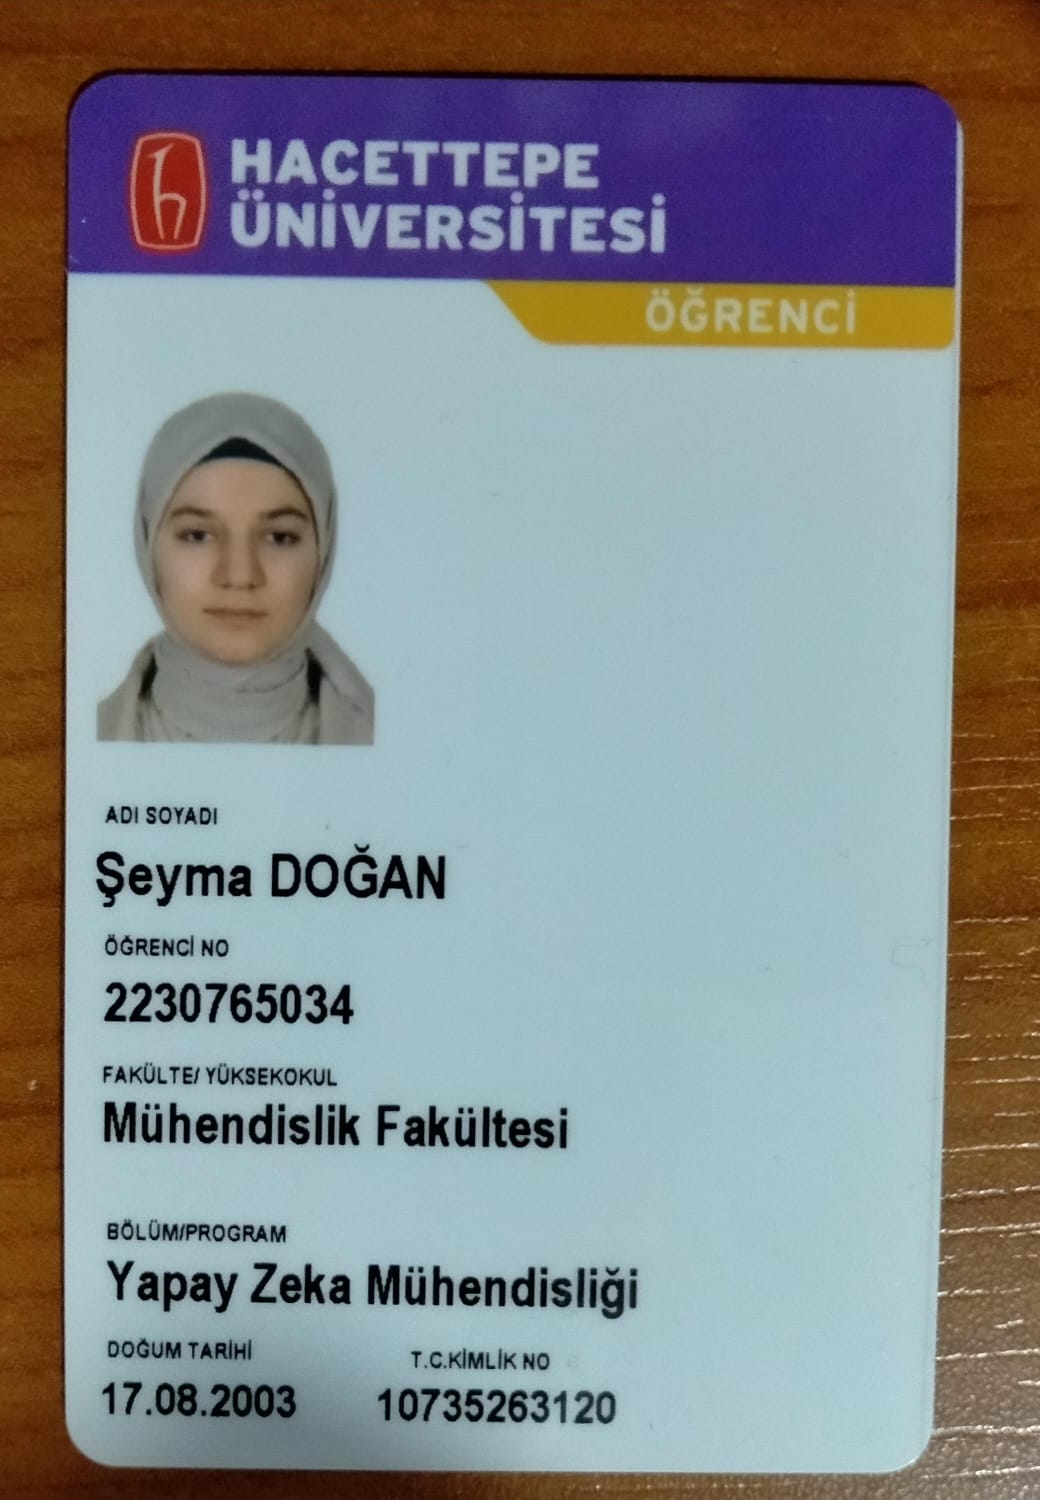 HACETTEPE
ÜNİVERSİTESİ
ÖĞRENCİ
ADI SOYADI
Şeyma DOĞAN
ÖĞRENCİ NO
2230765034
FAKÜLTE/ YÜKSEKOKUL
Mühendislik Fakültesi
BÖLÜM/PROGRAM
Yapay Zeka Mühendisliği
DOĞUM TARİHİ T.C.KİMLİK NO
17.08.2003 10735263120